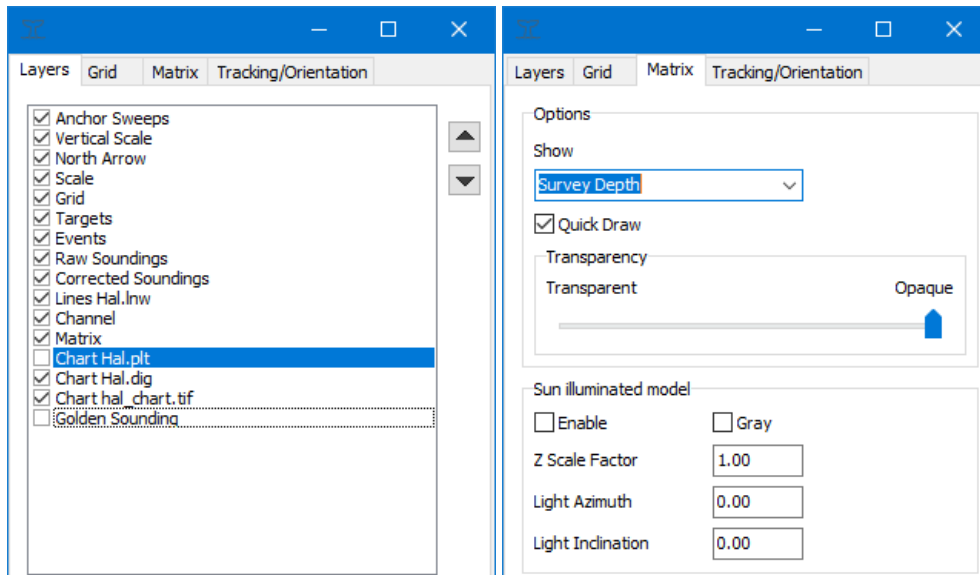 Layers Grid Matrix Tracking/Orientation
Anchor Sweeps
Vertical Scale
North Arrow
Scale
Grid
Targets
Events
Raw Soundings
Corrected Soundings
Lines Hal.lnw
Channel
Matrix
Chart Hal.plt
Chart Hal.dig
Chart hal_chart.tif
Golden Sounding
Layers Grid Matrix Tracking/Orientation
Options
Show
Survey Depth
Quick Draw
Transparency
Transparent Opaque
Sun illuminated model
Enable Gray
Z Scale Factor 1.00
Light Azimuth 0.00
Light Inclination 0.00